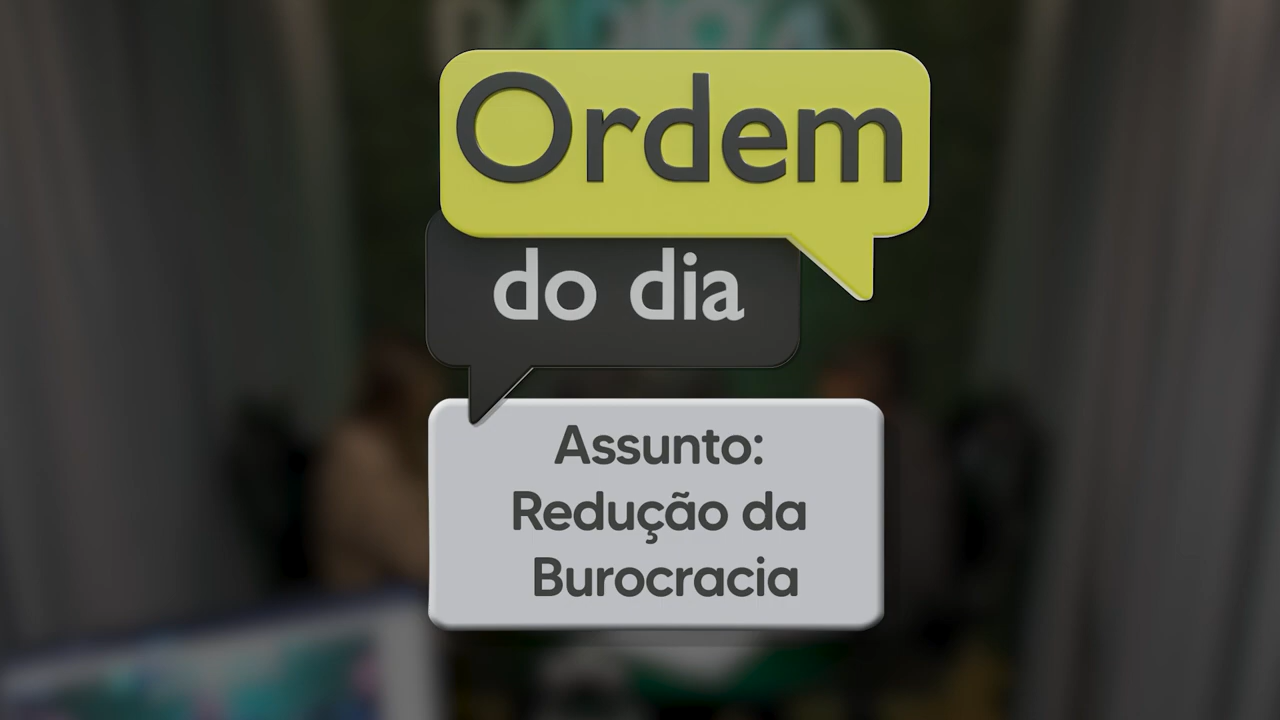 Ordem
do dia
Assunto:
Redução da
Burocracia